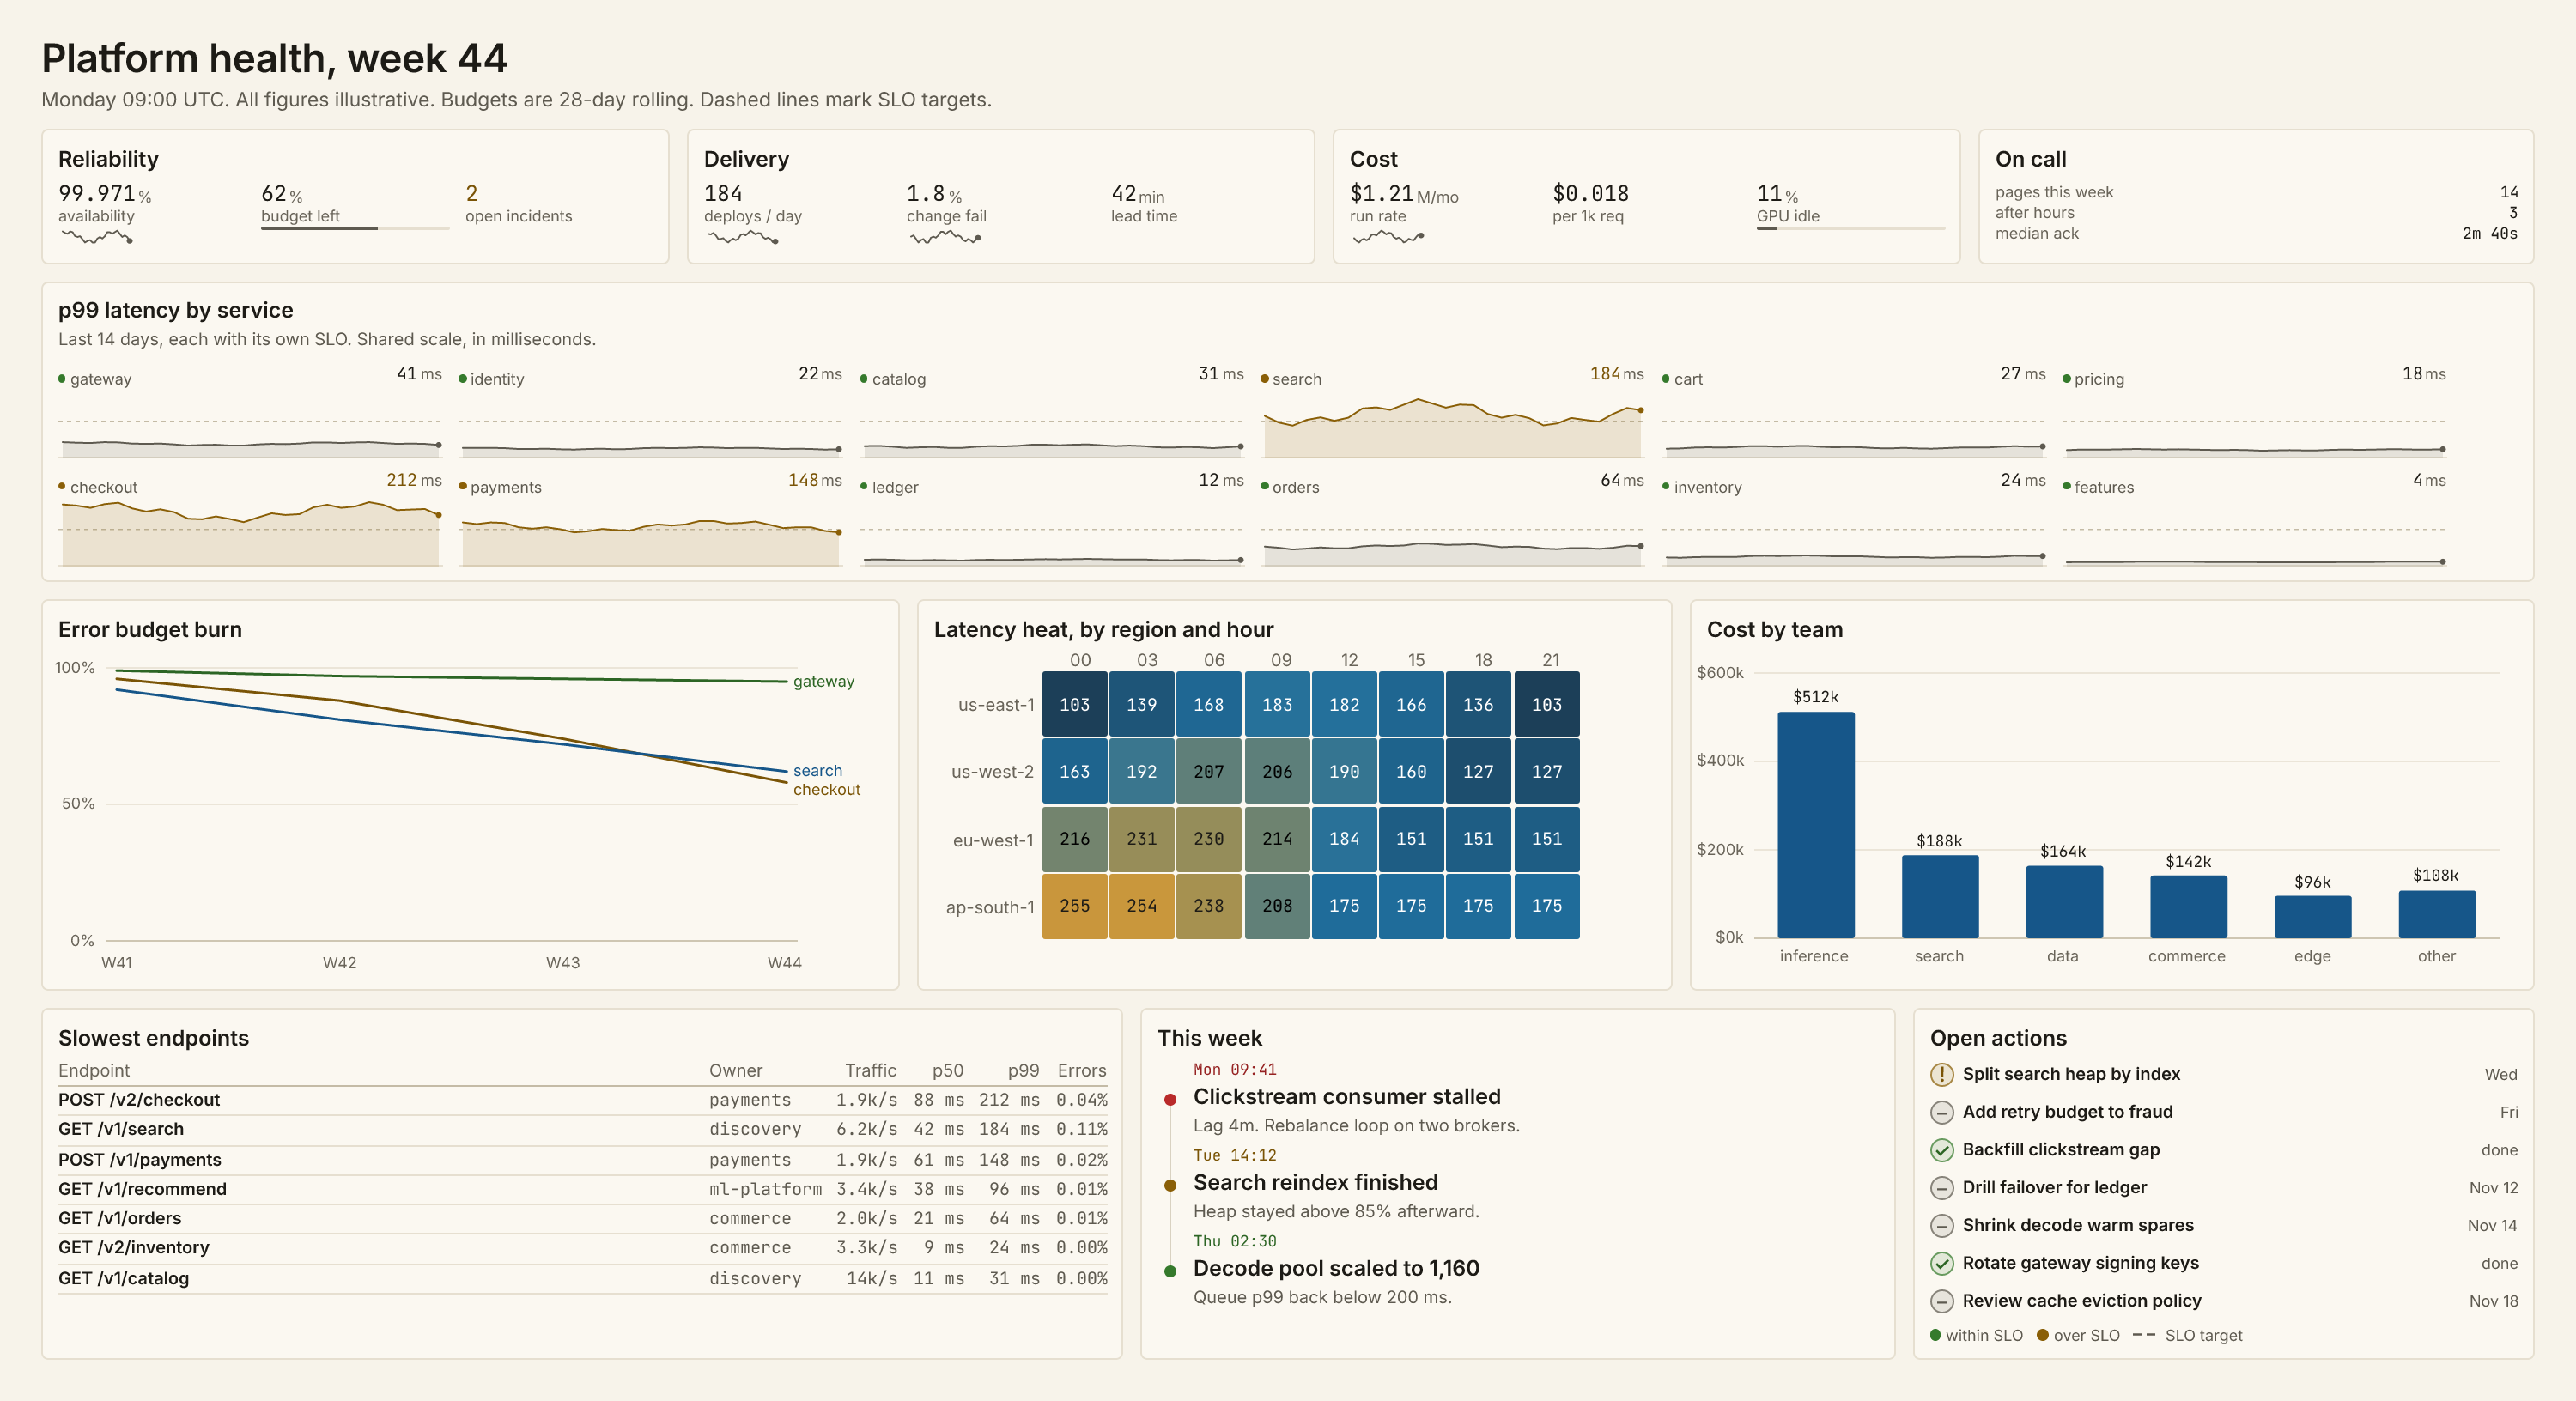 Platform health, week 44
Monday 09:00 UTC. All figures illustrative. Budgets are 28-day rolling. Dashed lines mark SLO targets.
Reliability
99.971% 62% 2
availability budget left open incidents
Delivery
184 1.8% 42min
deploys / day change fail lead time
Cost
$1.21M/mo $0.018 11%
run rate per 1k req GPU idle
On call
pages this week 14
after hours 3
median ack 2m 40s
p99 latency by service
Last 14 days, each with its own SLO. Shared scale, in milliseconds.
gateway 41 ms identity 22 ms catalog 31 ms search 184 ms cart 27 ms pricing 18 ms
checkout 212 ms payments 148 ms ledger 12 ms orders 64 ms inventory 24 ms features 4 ms
Error budget burn
100%
gateway
search
checkout
50%
0%
W41 W42 W43 W44
Latency heat, by region and hour
00 03 06 09 12 15 18 21
us-east-1 103 139 168 183 182 166 136 103
us-west-2 163 192 207 206 190 160 127 127
eu-west-1 216 231 230 214 184 151 151 151
ap-south-1 255 254 238 208 175 175 175 175
Cost by team
$600k
$512k
$400k
$188k
$200k $164k
$142k
$96k $108k
$0k
inference search data commerce edge other
Slowest endpoints
Endpoint Owner Traffic p50 p99 Errors
POST /v2/checkout payments 1.9k/s 88 ms 212 ms 0.04%
GET /v1/search discovery 6.2k/s 42 ms 184 ms 0.11%
POST /v1/payments payments 1.9k/s 61 ms 148 ms 0.02%
GET /v1/recommend ml-platform 3.4k/s 38 ms 96 ms 0.01%
GET /v1/orders commerce 2.0k/s 21 ms 64 ms 0.01%
GET /v2/inventory commerce 3.3k/s 9 ms 24 ms 0.00%
GET /v1/catalog discovery 14k/s 11 ms 31 ms 0.00%
This week
Mon 09:41
Clickstream consumer stalled
Lag 4m. Rebalance loop on two brokers.
Tue 14:12
Search reindex finished
Heap stayed above 85% afterward.
Thu 02:30
Decode pool scaled to 1,160
Queue p99 back below 200 ms.
Open actions
Split search heap by index Wed
Add retry budget to fraud Fri
Backfill clickstream gap done
Drill failover for ledger Nov 12
Shrink decode warm spares Nov 14
Rotate gateway signing keys done
Review cache eviction policy Nov 18
within SLO over SLO SLO target